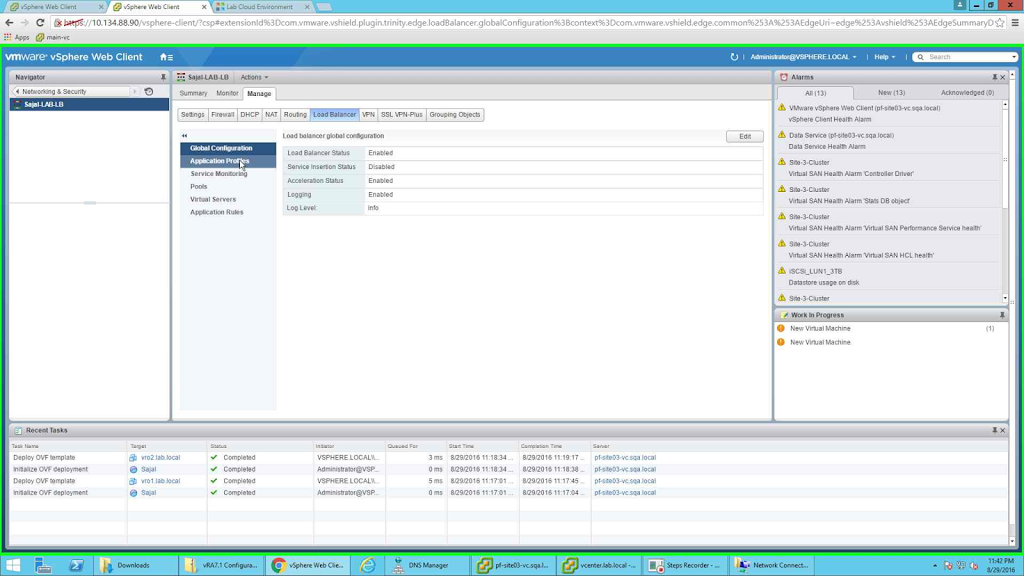 vSphere Web Client
vSphere Web Client
Lab Cloud Environment
https://10.134.88.90/vsphere-client/?csp#extensionId%3Dcom.vmware.vshield.plugin.trinity.edge.loadBalancer.globalConfiguration%3Bcontext%3Dcom.vmware.vshield.edge.common%253A%253AEdgeUri~edge%253Avshield%253AEdgeSummaryD
Apps main-vc
vmware vSphere Web Client
Administrator@VSPHERE.LOCAL Help Search
Navigator
Networking & Security
Sajal-LAB-LB
Sajal-LAB-LB Actions
Summary Monitor Manage
Settings Firewall DHCP NAT Routing Load Balancer VPN SSL VPN-Plus Grouping Objects
Global Configuration
Application Profiles
Service Monitoring
Pools
Virtual Servers
Application Rules
Load balancer global configuration Edit
Load Balancer Status Enabled
Service Insertion Status Disabled
Acceleration Status Enabled
Logging Enabled
Log Level: Info
Alarms
All (13) New (13) Acknowledged (0)
VMware vSphere Web Client (pf-site03-vc.sqa.local)
vSphere Client Health Alarm
Data Service (pf-site03-vc.sqa.local)
Data Service Health Alarm
Site-3-Cluster
Virtual SAN Health Alarm 'Controller Driver'
Site-3-Cluster
Virtual SAN Health Alarm 'Stats DB object'
Site-3-Cluster
Virtual SAN Health Alarm 'Virtual SAN Performance Service health'
Site-3-Cluster
Virtual SAN Health Alarm 'Virtual SAN HCL health'
iSCSi_LUN1_3TB
Datastore usage on disk
Site-3-Cluster
Work In Progress
New Virtual Machine (1)
New Virtual Machine
Recent Tasks
Task Name Target Status Initiator Queued For Start Time Completion Time Server
Deploy OVF template vro2.lab.local Completed VSPHERE.LOCAL\\... 3 ms 8/29/2016 11:18:34 ... 8/29/2016 11:19:17 ... pf-site03-vc.sqa.local
Initialize OVF deployment Sajal Completed Administrator@VSP... 0 ms 8/29/2016 11:18:34 ... 8/29/2016 11:18:38 ... pf-site03-vc.sqa.local
Deploy OVF template vro1.lab.local Completed VSPHERE.LOCAL\\... 5 ms 8/29/2016 11:17:01 ... 8/29/2016 11:17:45 ... pf-site03-vc.sqa.local
Initialize OVF deployment Sajal Completed Administrator@VSP... 0 ms 8/29/2016 11:17:01 ... 8/29/2016 11:17:04 ... pf-site03-vc.sqa.local
Downloads vRA7.1 Configura... vSphere Web Clie... DNS Manager pf-site03-vc.sqa.l... vcenter.lab.local -... Steps Recorder - ... Network Connect...
11:42 PM
8/29/2016